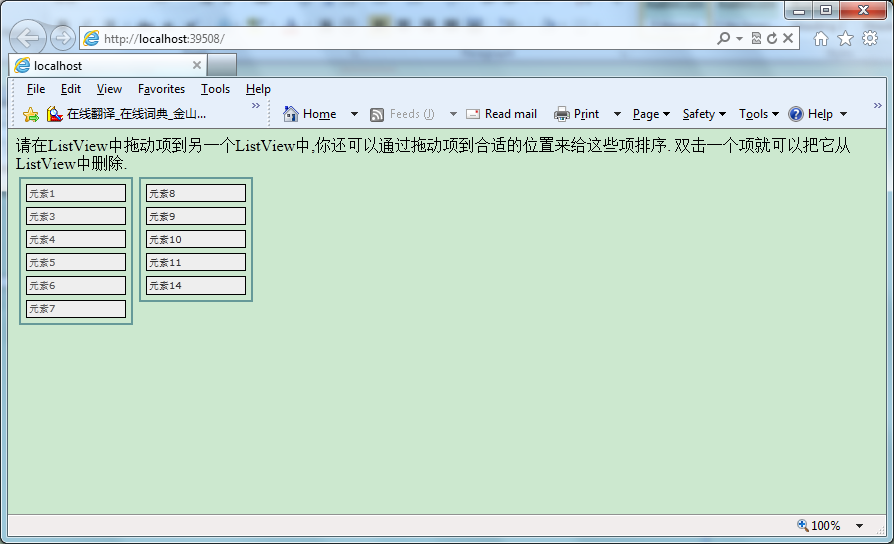 http://localhost:39508/
localhost
File Edit View Favorites Tools Help
在线翻译_在线词典_金山... Home Feeds (J) Read mail Print Page Safety Tools Help
请在ListView中拖动项到另一个ListView中,你还可以通过拖动项到合适的位置来给这些项排序. 双击一个项就可以把它从
ListView中删除.
元素1 元素8
元素3 元素9
元素4 元素10
元素5 元素11
元素6 元素14
元素7
100%